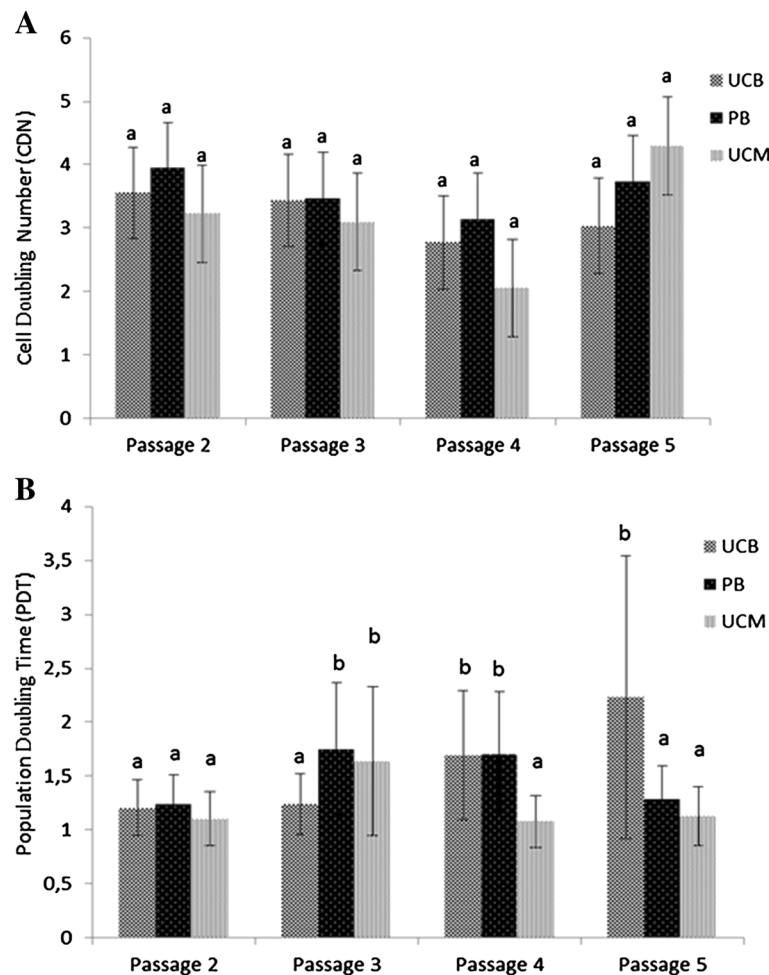 A
Cell Doubling Number (CDN)
6
5
4
3
2
1
0
a a a
a a a
a a a
a a a
UCB
PB
UCM
Passage 2 Passage 3 Passage 4 Passage 5
B
Population Doubling Time (PDT)
4
3,5
3
2,5
2
1,5
1
0,5
0
a a a
a b b
b b a
b a a
UCB
PB
UCM
Passage 2 Passage 3 Passage 4 Passage 5